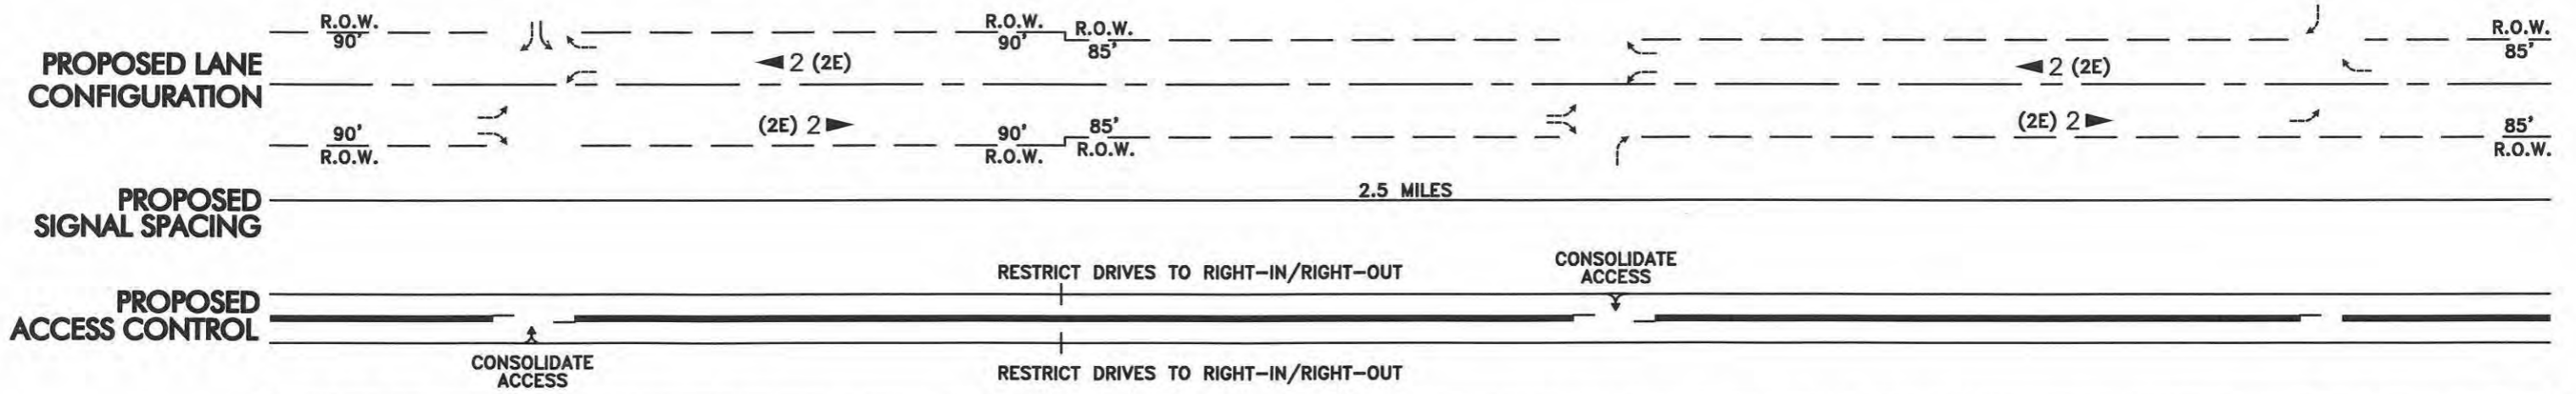 PROPOSED LANE
CONFIGURATION
R.O.W.
90'
R.O.W.
90'
R.O.W.
85'
R.O.W.
85'
2 (2E)
2 (2E)
(2E) 2
(2E) 2
90'
R.O.W.
90'
R.O.W.
85'
R.O.W.
85'
R.O.W.
PROPOSED
SIGNAL SPACING
2.5 MILES
PROPOSED
ACCESS CONTROL
RESTRICT DRIVES TO RIGHT-IN/RIGHT-OUT
CONSOLIDATE
ACCESS
CONSOLIDATE
ACCESS
RESTRICT DRIVES TO RIGHT-IN/RIGHT-OUT